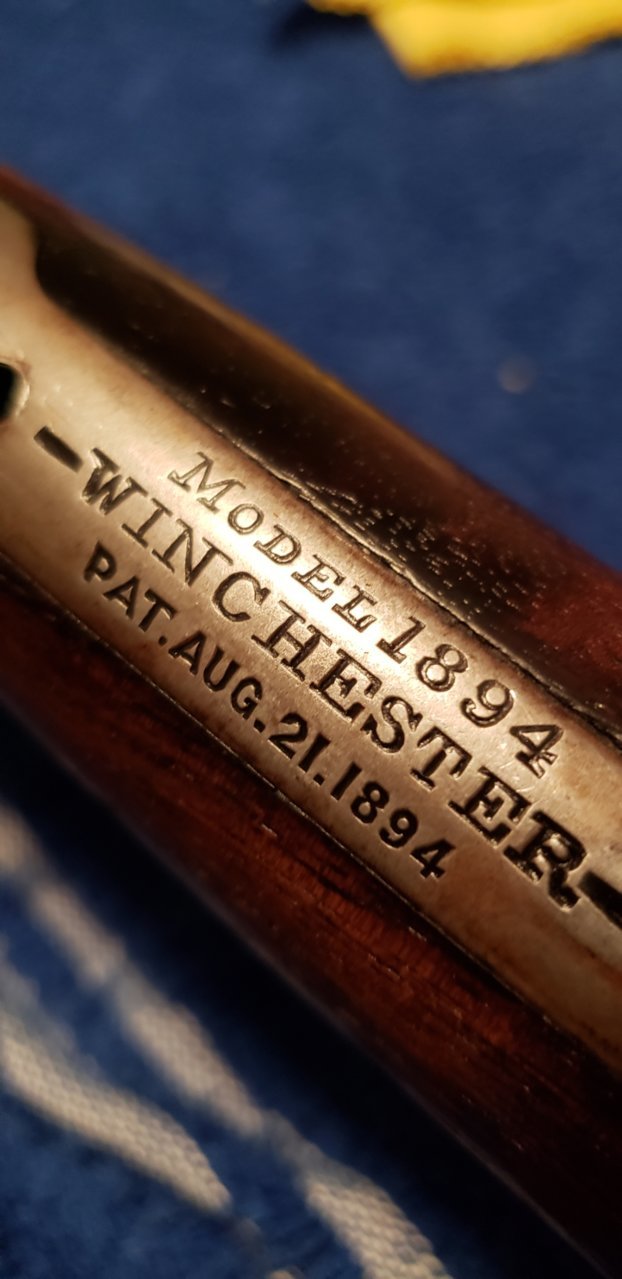 MODEL 1894
-WINCHESTER-
PAT. AUG. 21. 1894